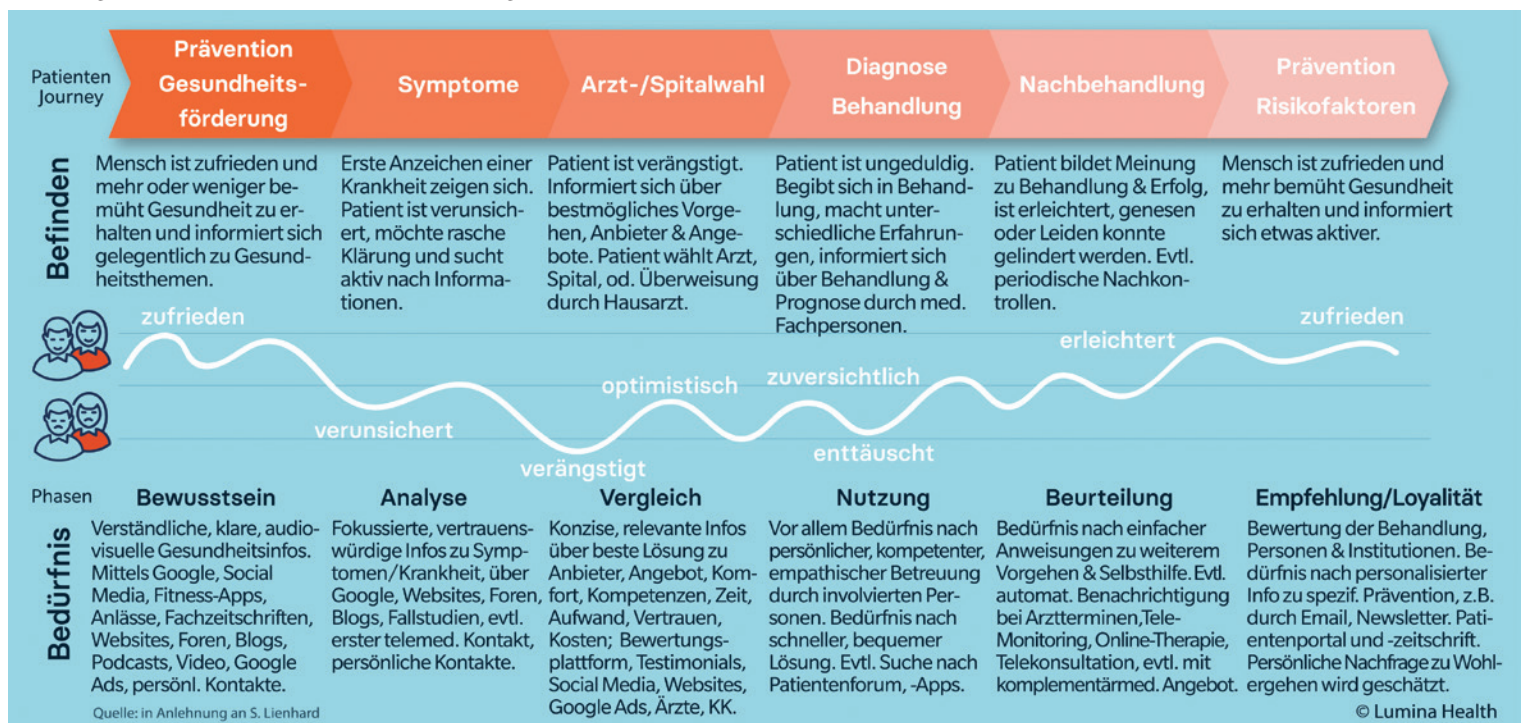 Patienten
Journey
Prävention
Gesundheits-
förderung
Symptome
Arzt-/Spitalwahl
Diagnose
Behandlung
Nachbehandlung
Prävention
Risikofaktoren
Befinden
Mensch ist zufrieden und
mehr oder weniger be-
müht Gesundheit zu er-
halten und informiert sich
gelegentlich zu Gesund-
heitsthemen.
Erste Anzeichen einer
Krankheit zeigen sich.
Patient ist verunsich-
ert, möchte rasche
Klärung und sucht
aktiv nach Informa-
tionen.
Patient ist verängstigt.
Informiert sich über
bestmögliches Vorge-
hen, Anbieter & Ange-
bote. Patient wählt Arzt,
Spital, od. Überweisung
durch Hausarzt.
Patient ist ungeduldig.
Begibt sich in Behand-
lung, macht unter-
schiedliche Erfahrun-
gen, informiert sich
über Behandlung &
Prognose durch med.
Fachpersonen.
Patient bildet Meinung
zu Behandlung & Erfolg,
ist erleichtert, genesen
oder Leiden konnte
gelindert werden. Evtl.
periodische Nachkon-
trollen.
Mensch ist zufrieden und
mehr bemüht Gesundheit
zu erhalten und informiert
sich etwas aktiver.
zufrieden
verunsichert
verängstigt
optimistisch
zuversichtlich
enttäuscht
erleichtert
zufrieden
Phasen
Bewusstsein
Analyse
Vergleich
Nutzung
Beurteilung
Empfehlung/Loyalität
Bedürfnis
Verständliche, klare, audio-
visuelle Gesundheitsinfos.
Mittels Google, Social
Media, Fitness-Apps,
Anlässe, Fachzeitschriften,
Websites, Foren, Blogs,
Podcasts, Video, Google
Ads, persönl. Kontakte.
Fokussierte, vertrauens-
würdige Infos zu Symp-
tomen/Krankheit, über
Google, Websites, Foren,
Blogs, Fallstudien, evtl.
erster telemed. Kontakt,
persönliche Kontakte.
Konzise, relevante Infos
über beste Lösung zu
Anbieter, Angebot, Kom-
fort, Kompetenzen, Zeit,
Aufwand, Vertrauen,
Kosten; Bewertungs-
plattform, Testimonials,
Social Media, Websites,
Google Ads, Ärzte, KK.
Vor allem Bedürfnis nach
persönlicher, kompetenter,
empathischer Betreuung
durch involvierten Per-
sonen. Bedürfnis nach
schneller, bequemer
Lösung. Evtl. Suche nach
Patientenforum, -Apps.
Bedürfnis nach einfacher
Anweisungen zu weiterem
Vorgehen & Selbsthilfe. Evtl.
automat. Benachrichtigung
bei Arztterminen,Tele-
Monitoring, Online-Therapie,
Telekonsultation, evtl. mit
komplementärmed. Angebot.
Bewertung der Behandlung,
Personen & Institutionen. Be-
dürfnis nach personalisierter
Info zu spezif. Prävention, z.B.
durch Email, Newsletter. Pati-
entenportal und -zeitschrift.
Persönliche Nachfrage zu Wohl-
ergehen wird geschätzt.
Quelle: in Anlehnung an S. Lienhard
© Lumina Health